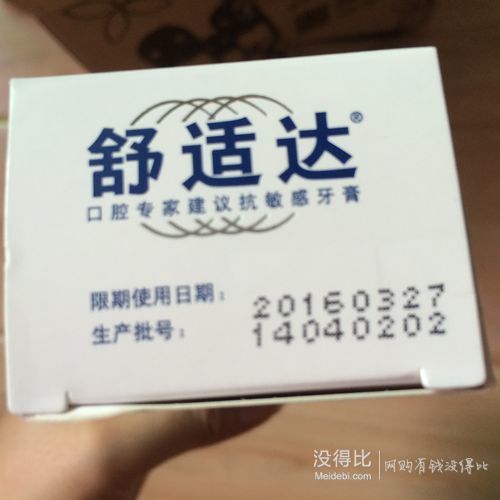 舒适达®
口腔专家建议抗敏感牙膏
限期使用日期： 20160327
生产批号： 14040202
没得比 网购有钱没得比
Meidebi.com